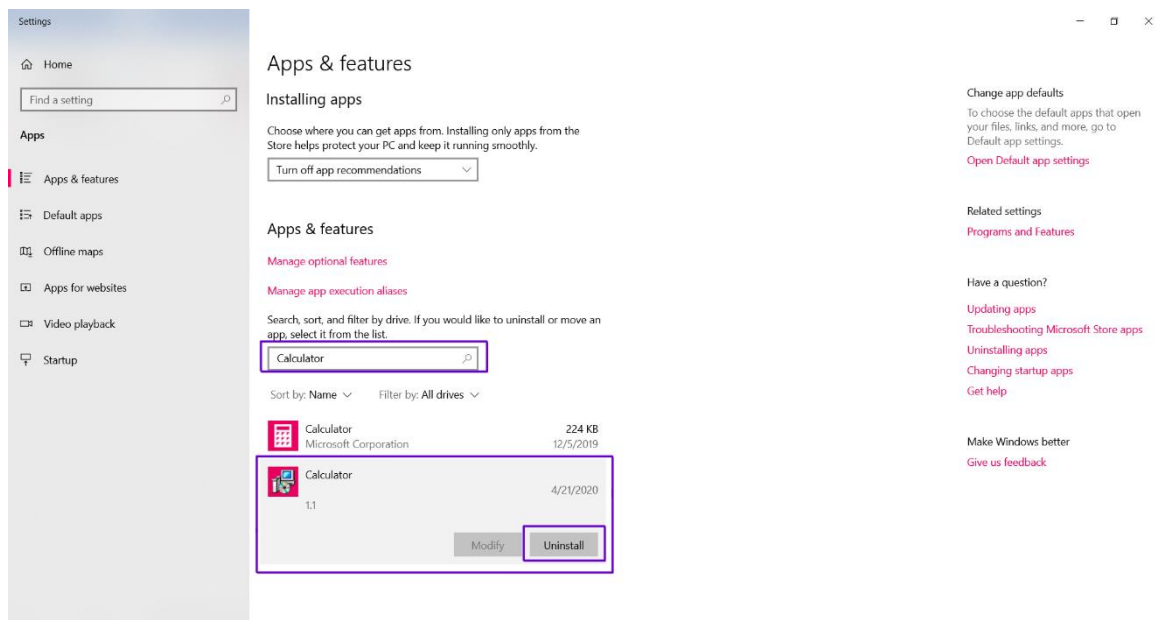 Settings
Home
Find a setting
Apps
Apps & features
Default apps
Offline maps
Apps for websites
Video playback
Startup
Apps & features
Installing apps
Choose where you can get apps from. Installing only apps from the
Store helps protect your PC and keep it running smoothly.
Turn off app recommendations
Apps & features
Manage optional features
Manage app execution aliases
Search, sort, and filter by drive. If you would like to uninstall or move an
app, select it from the list.
Calculator
Sort by: Name Filter by: All drives
Calculator 224 KB
Microsoft Corporation 12/5/2019
Calculator
4/21/2020
1.1
Modify Uninstall
Change app defaults
To choose the default apps that open
your files, links, and more, go to
Default app settings.
Open Default app settings
Related settings
Programs and Features
Have a question?
Updating apps
Troubleshooting Microsoft Store apps
Uninstalling apps
Changing startup apps
Get help
Make Windows better
Give us feedback